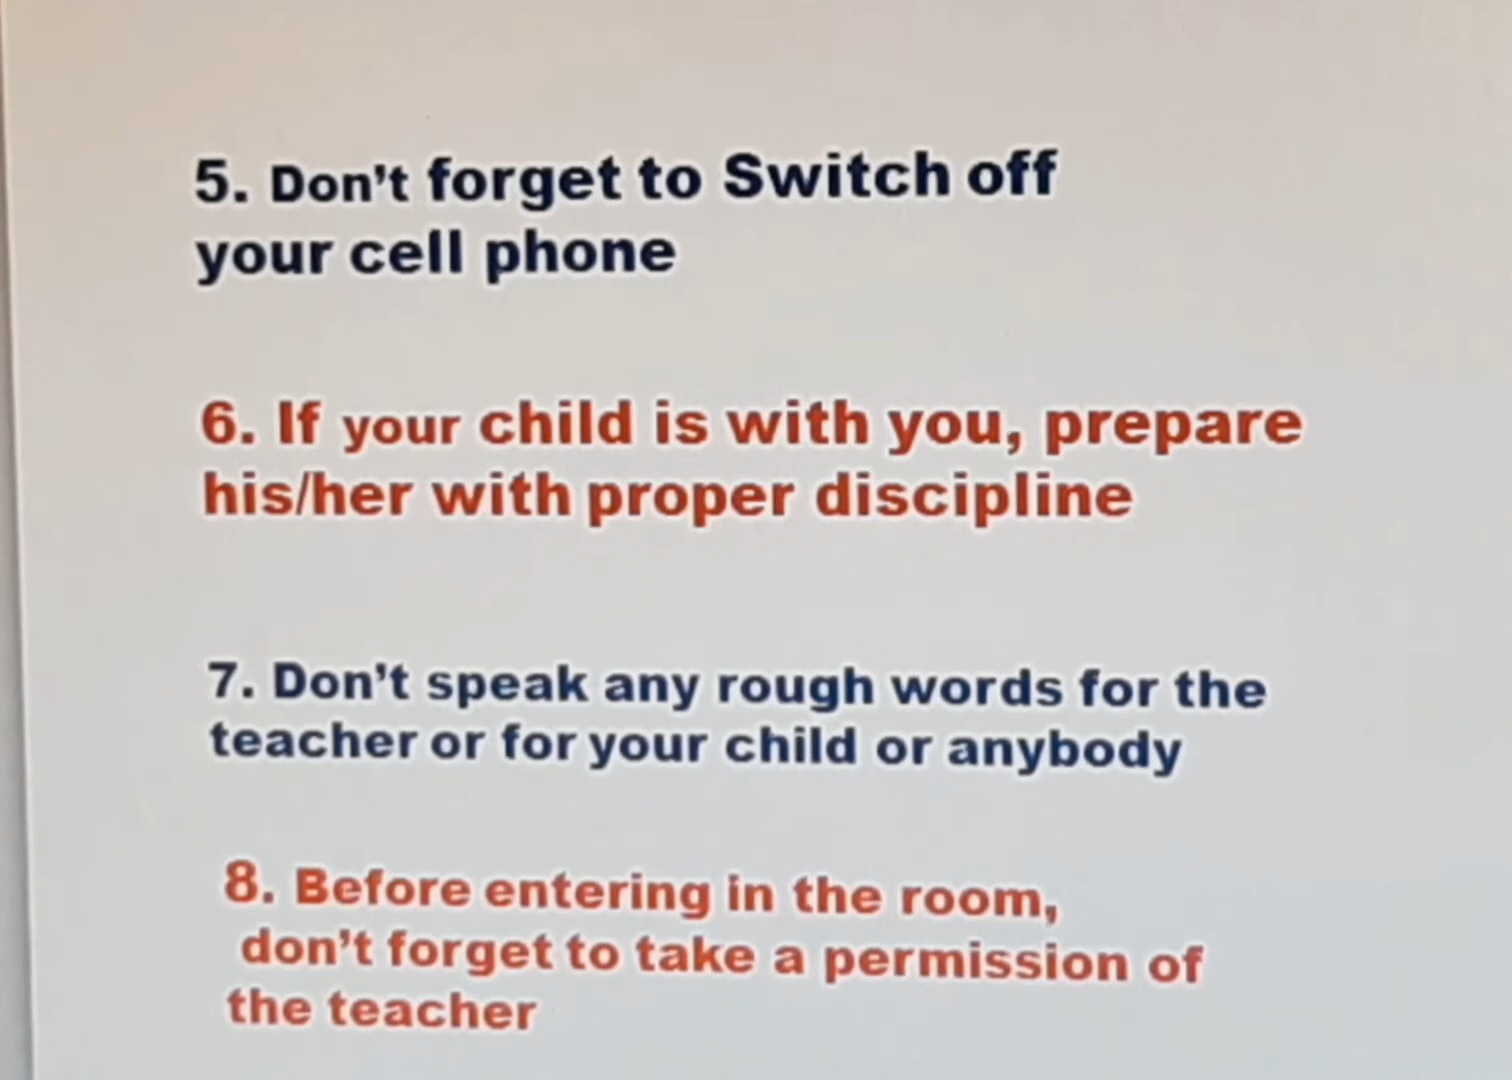 5. Don't forget to Switch off
your cell phone
6. If your child is with you, prepare
his/her with proper discipline
7. Don't speak any rough words for the
teacher or for your child or anybody
8. Before entering in the room,
don't forget to take a permission of
the teacher